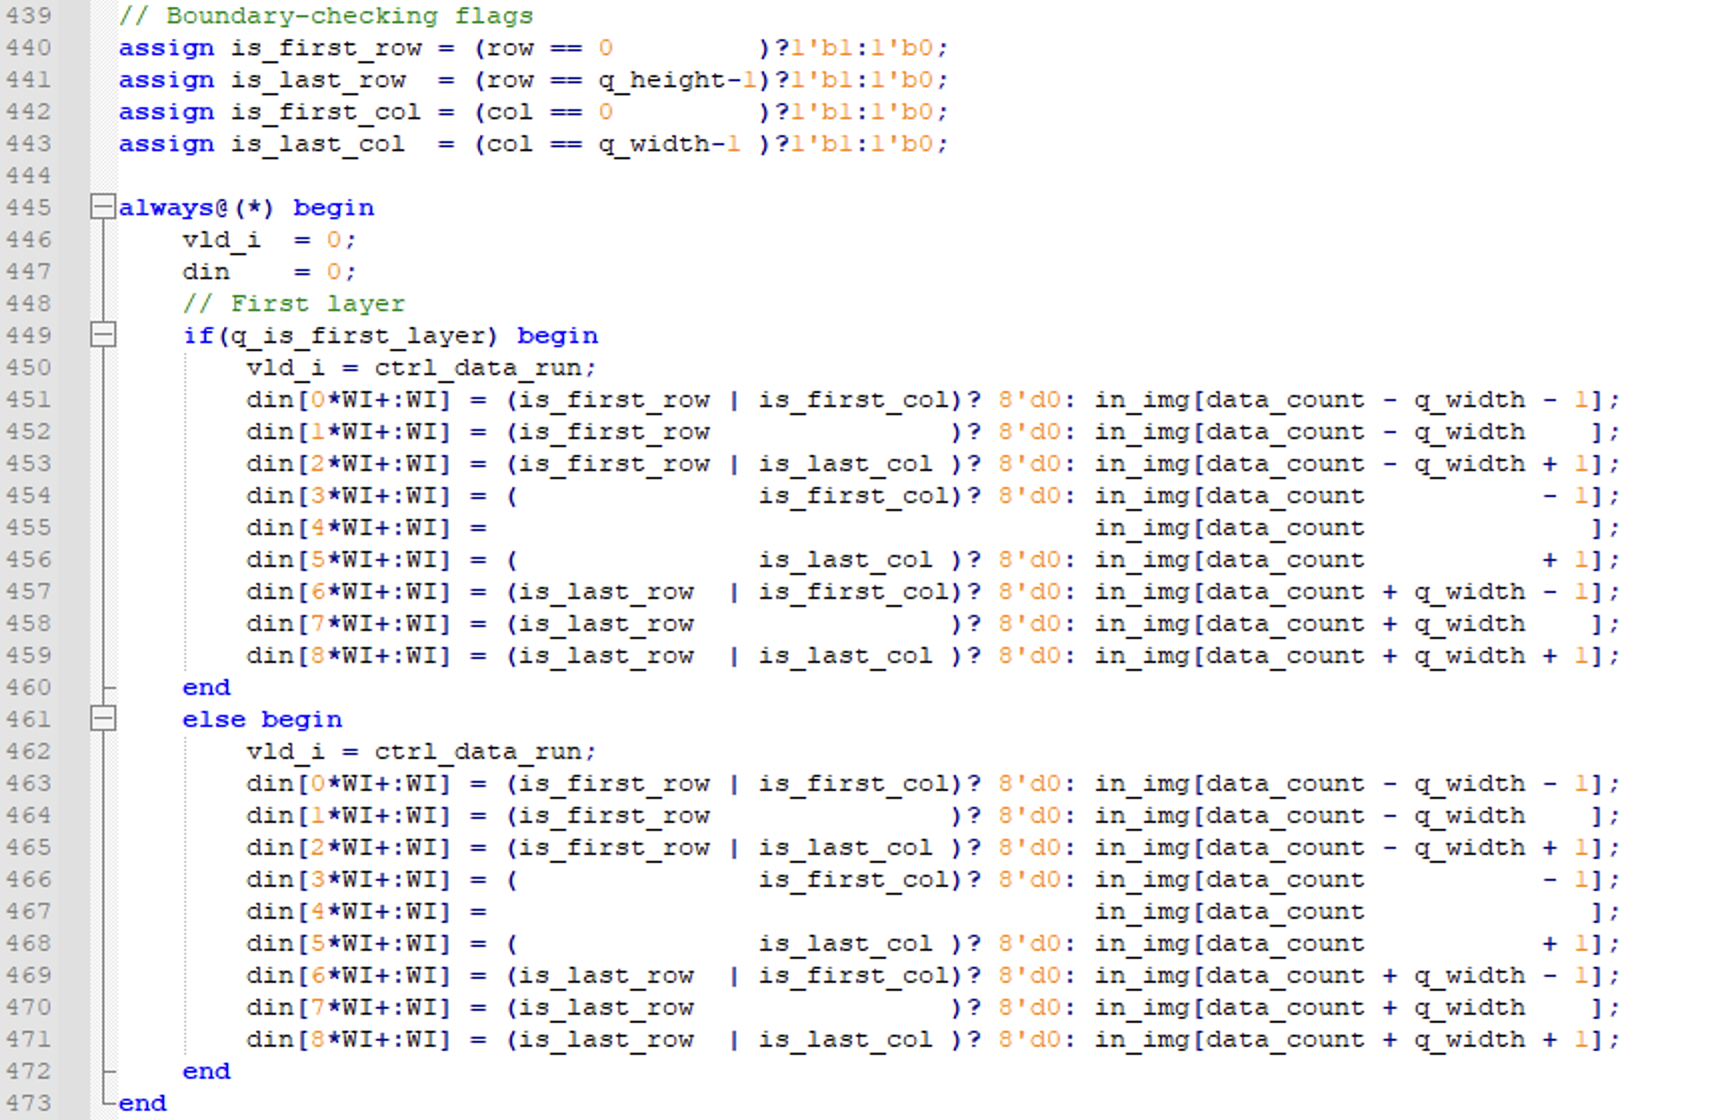 439 // Boundary-checking flags
440 assign is_first_row = (row == 0         )?1'b1:1'b0;
441 assign is_last_row  = (row == q_height-1)?1'b1:1'b0;
442 assign is_first_col = (col == 0         )?1'b1:1'b0;
443 assign is_last_col  = (col == q_width-1 )?1'b1:1'b0;
444
445 always@(*) begin
446     vld_i  = 0;
447     din    = 0;
448     // First layer
449     if(q_is_first_layer) begin
450         vld_i = ctrl_data_run;
451         din[0*WI+:WI] = (is_first_row | is_first_col)? 8'd0: in_img[data_count - q_width - 1];
452         din[1*WI+:WI] = (is_first_row               )? 8'd0: in_img[data_count - q_width    ];
453         din[2*WI+:WI] = (is_first_row | is_last_col )? 8'd0: in_img[data_count - q_width + 1];
454         din[3*WI+:WI] = (               is_first_col)? 8'd0: in_img[data_count           - 1];
455         din[4*WI+:WI] =                                      in_img[data_count              ];
456         din[5*WI+:WI] = (               is_last_col )? 8'd0: in_img[data_count           + 1];
457         din[6*WI+:WI] = (is_last_row  | is_first_col)? 8'd0: in_img[data_count + q_width - 1];
458         din[7*WI+:WI] = (is_last_row                )? 8'd0: in_img[data_count + q_width    ];
459         din[8*WI+:WI] = (is_last_row  | is_last_col )? 8'd0: in_img[data_count + q_width + 1];
460     end
461     else begin
462         vld_i = ctrl_data_run;
463         din[0*WI+:WI] = (is_first_row | is_first_col)? 8'd0: in_img[data_count - q_width - 1];
464         din[1*WI+:WI] = (is_first_row               )? 8'd0: in_img[data_count - q_width    ];
465         din[2*WI+:WI] = (is_first_row | is_last_col )? 8'd0: in_img[data_count - q_width + 1];
466         din[3*WI+:WI] = (               is_first_col)? 8'd0: in_img[data_count           - 1];
467         din[4*WI+:WI] =                                      in_img[data_count              ];
468         din[5*WI+:WI] = (               is_last_col )? 8'd0: in_img[data_count           + 1];
469         din[6*WI+:WI] = (is_last_row  | is_first_col)? 8'd0: in_img[data_count + q_width - 1];
470         din[7*WI+:WI] = (is_last_row                )? 8'd0: in_img[data_count + q_width    ];
471         din[8*WI+:WI] = (is_last_row  | is_last_col )? 8'd0: in_img[data_count + q_width + 1];
472     end
473 end